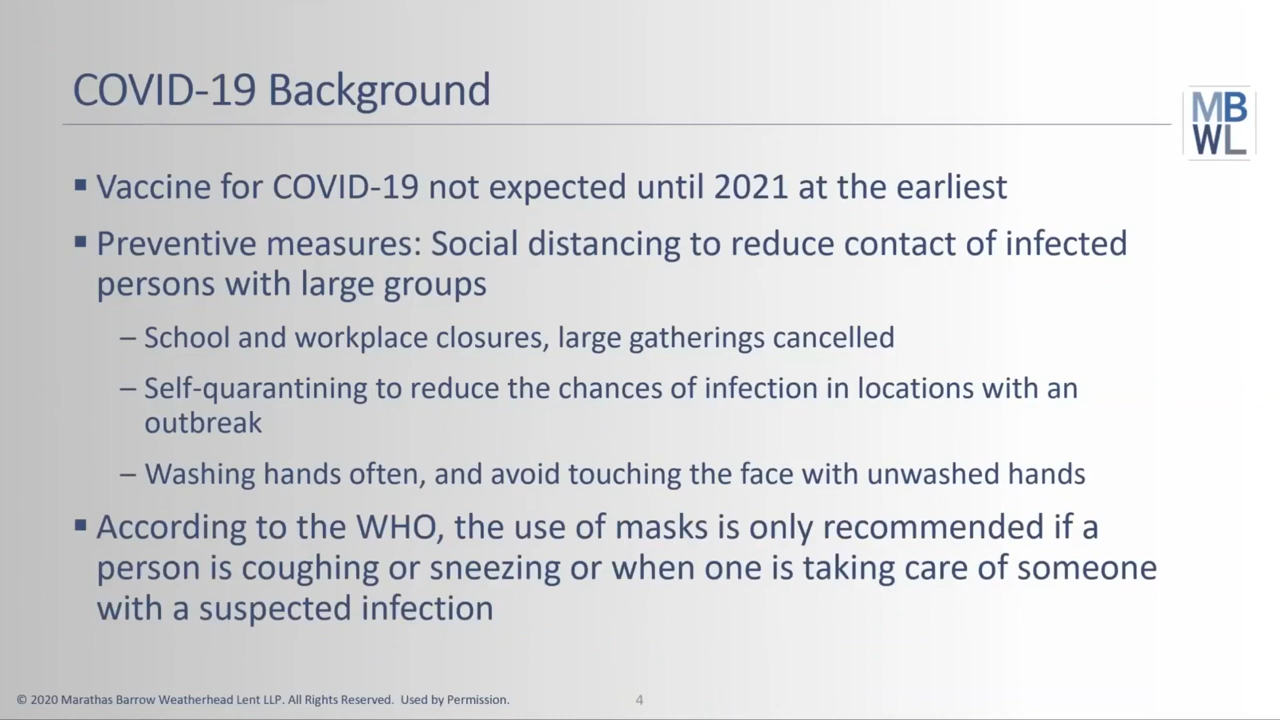 COVID-19 Background
MB
WL
▪ Vaccine for COVID-19 not expected until 2021 at the earliest
▪ Preventive measures: Social distancing to reduce contact of infected
persons with large groups
– School and workplace closures, large gatherings cancelled
– Self-quarantining to reduce the chances of infection in locations with an
outbreak
– Washing hands often, and avoid touching the face with unwashed hands
▪ According to the WHO, the use of masks is only recommended if a
person is coughing or sneezing or when one is taking care of someone
with a suspected infection
© 2020 Marathas Barrow Weatherhead Lent LLP. All Rights Reserved. Used by Permission.
4